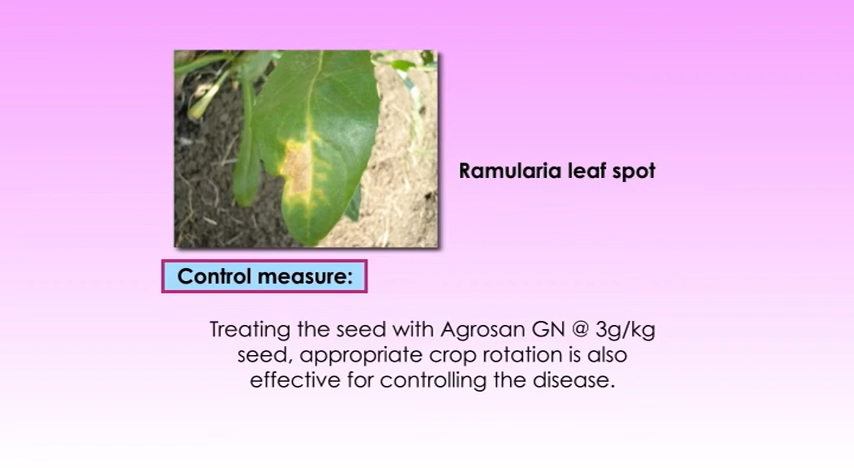 Ramularia leaf spot
Control measure:
Treating the seed with Agrosan GN @ 3g/kg
seed, appropriate crop rotation is also
effective for controlling the disease.